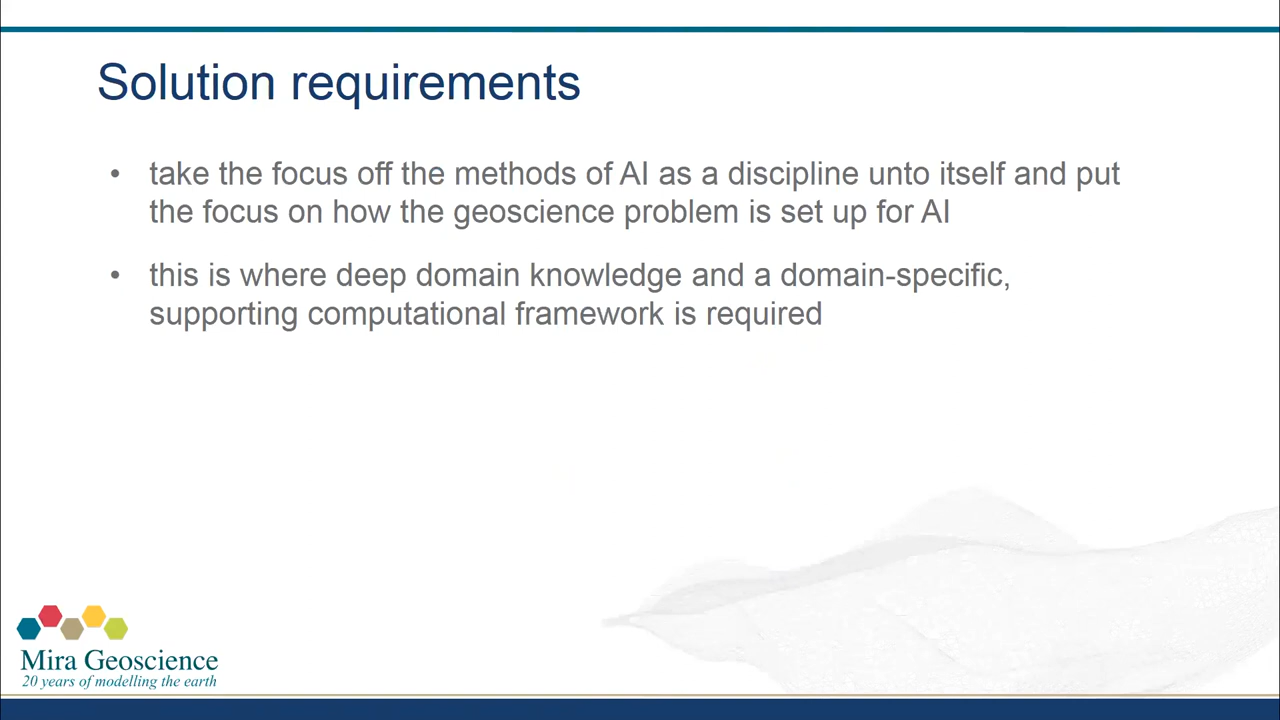 Solution requirements
• take the focus off the methods of AI as a discipline unto itself and put
the focus on how the geoscience problem is set up for AI
• this is where deep domain knowledge and a domain-specific,
supporting computational framework is required
Mira Geoscience
20 years of modelling the earth